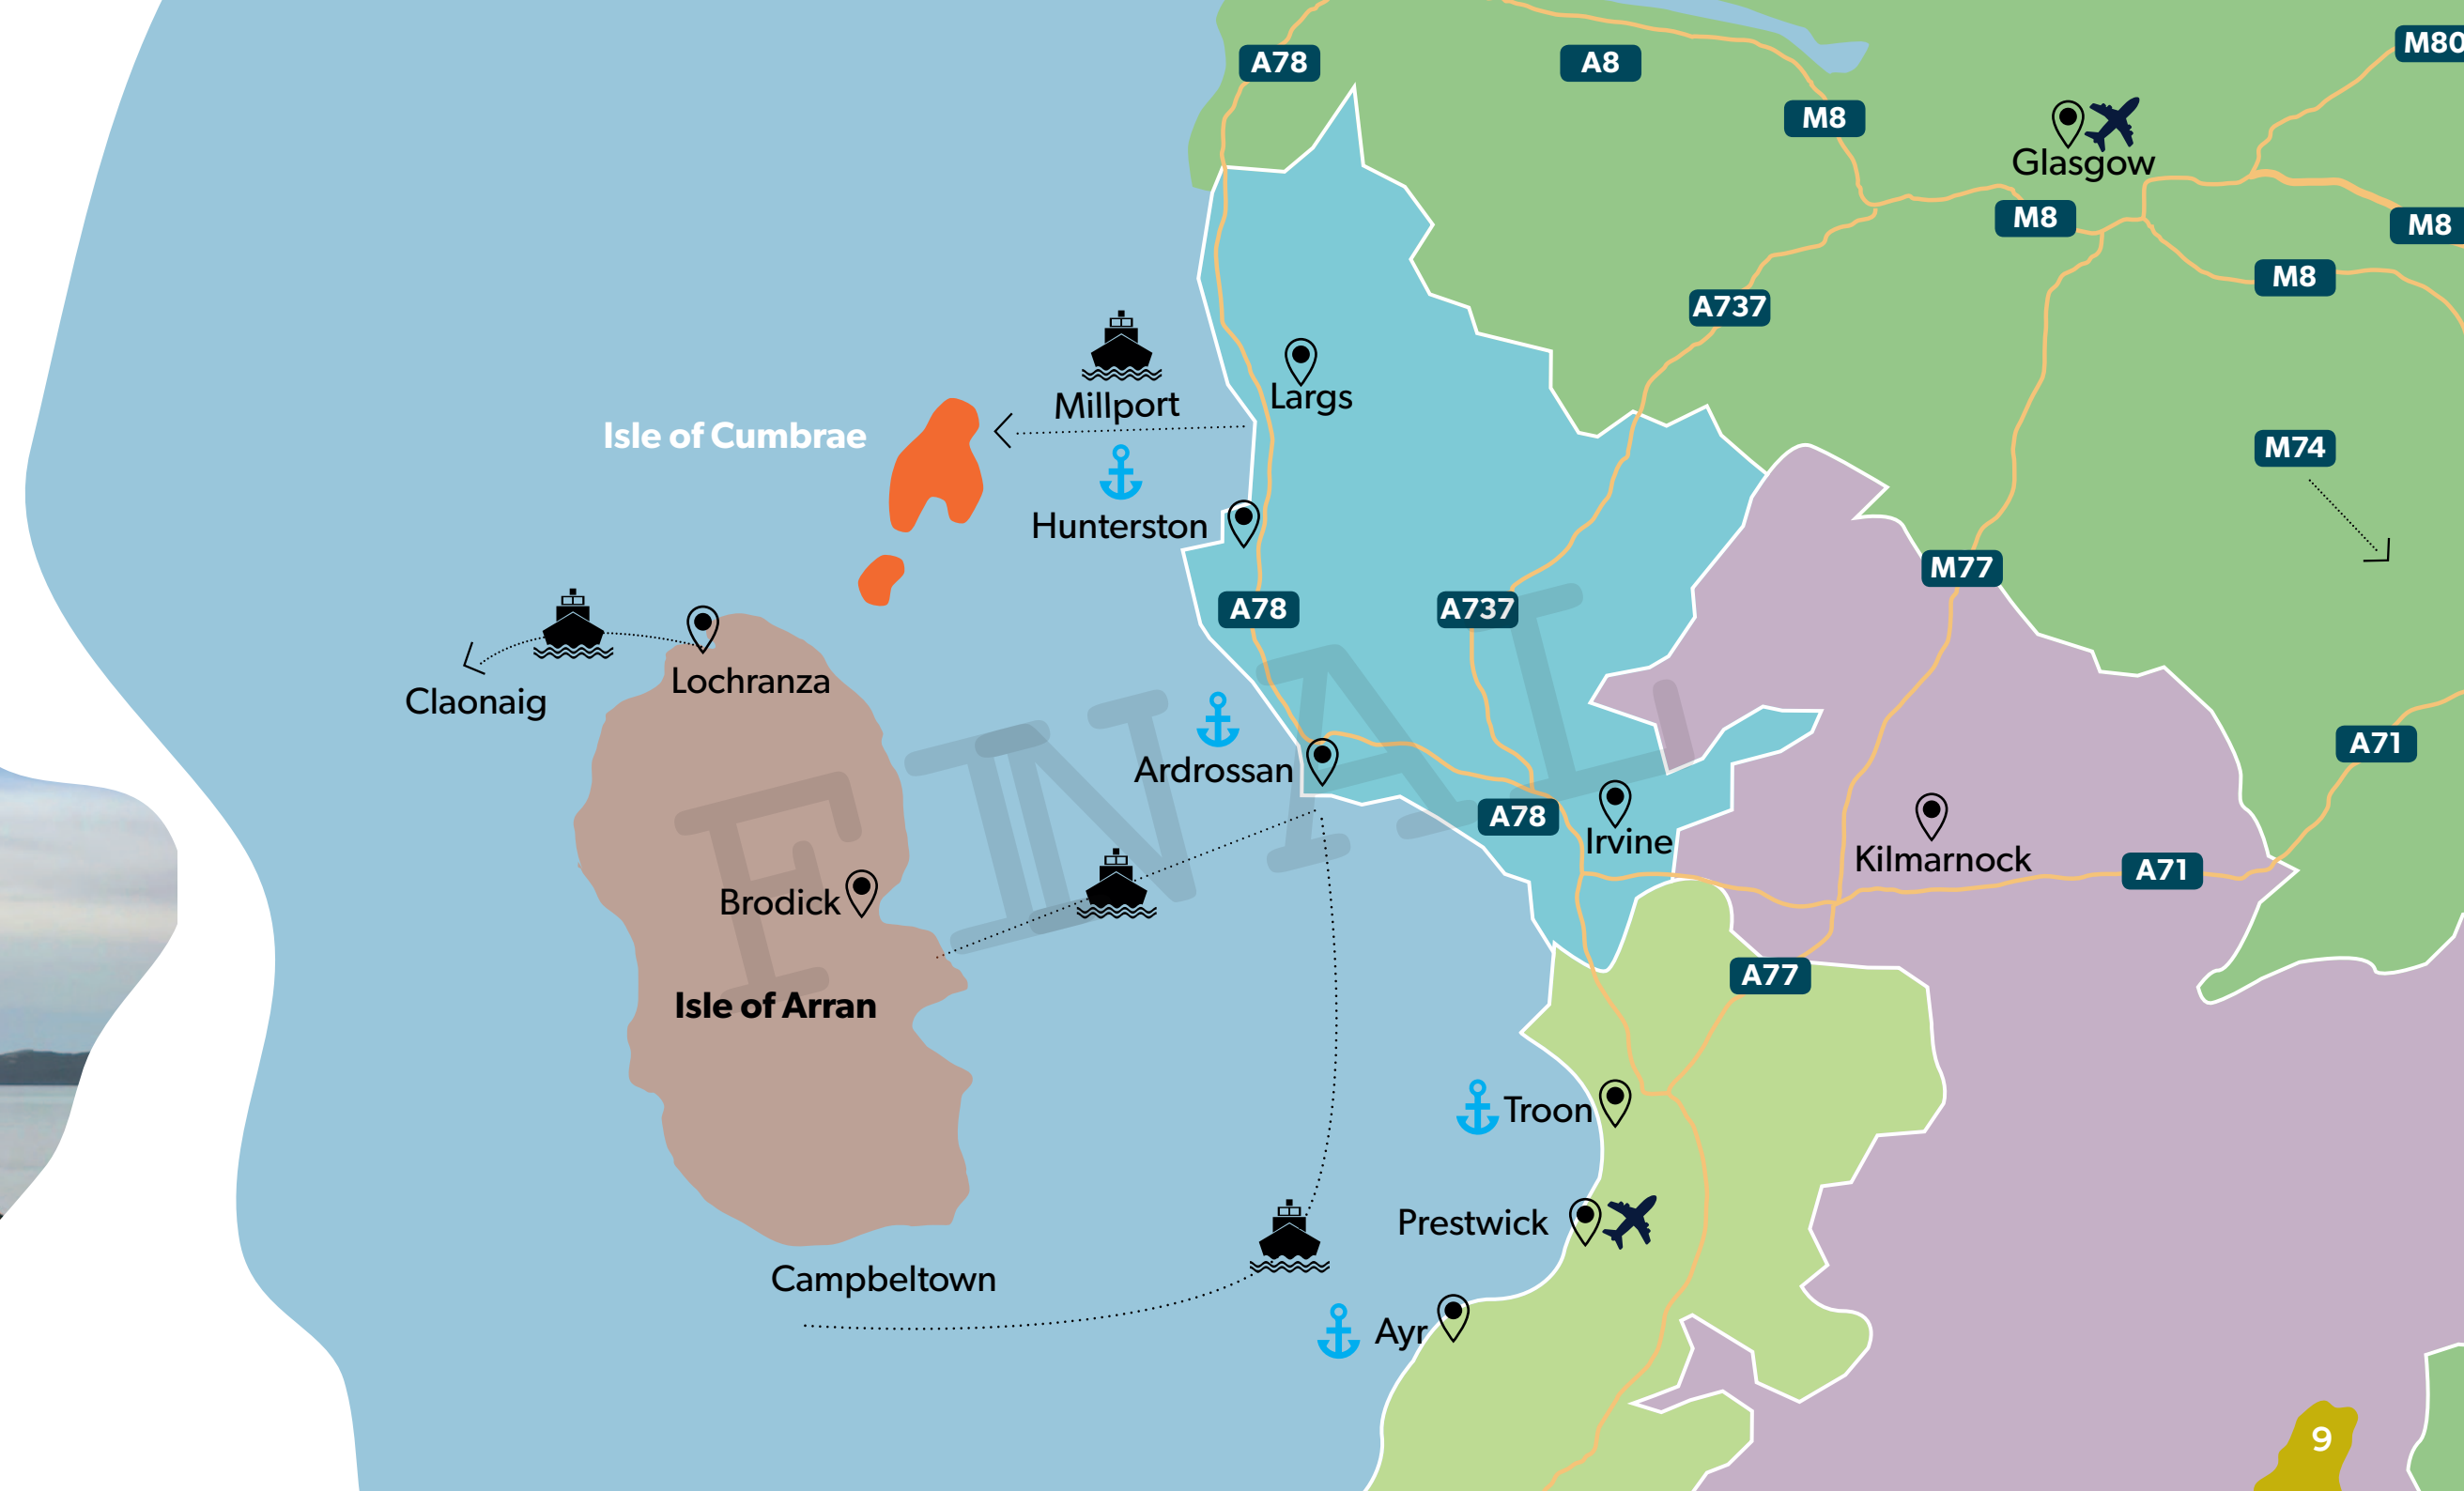 M80
A78
A8
M8
Glasgow
M8
M8
M8
A737
Largs
Millport
Isle of Cumbrae
M74
Hunterston
M77
A78
A737
Lochranza
Claonaig
A71
Ardrossan
A78
Irvine
Kilmarnock
A71
FINAL
Brodick
A77
Isle of Arran
Troon
Prestwick
Campbeltown
Ayr
9